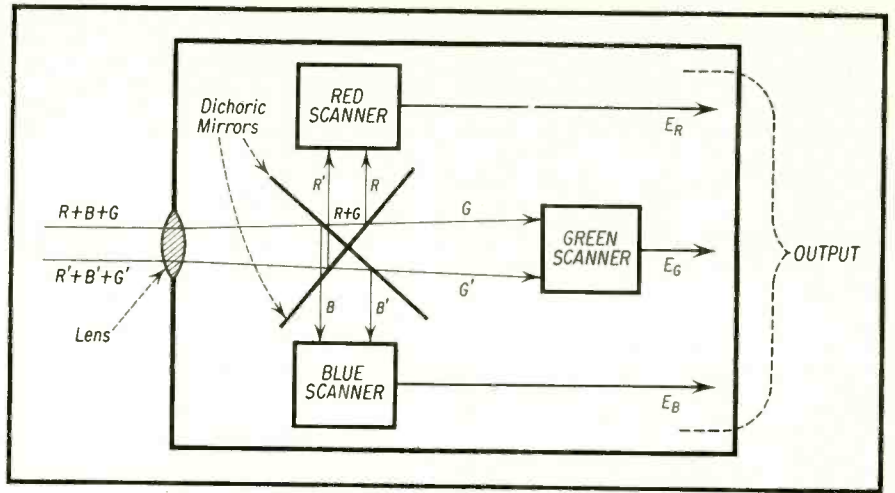 RED
SCANNER
Dichoric
Mirrors
E_R
R'
R
R+B+G
R+G
G
GREEN
SCANNER
E_G
OUTPUT
R'+B'+G'
G'
Lens
B
B'
BLUE
SCANNER
E_B